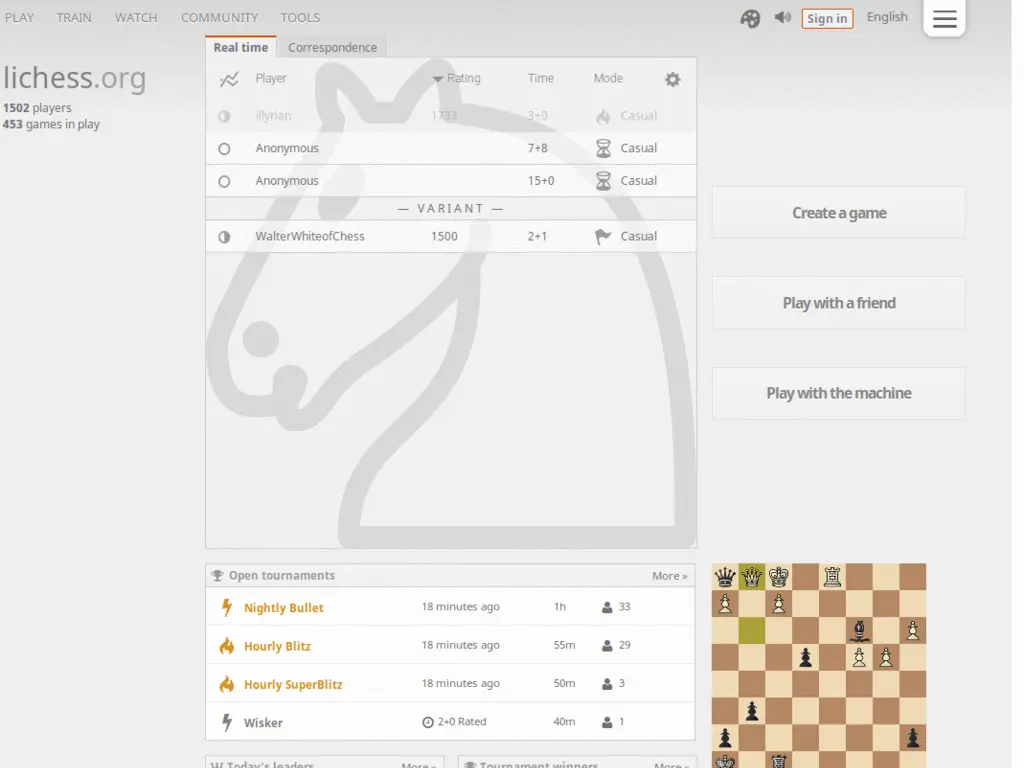 PLAY TRAIN WATCH COMMUNITY TOOLS Sign in English
lichess.org
1502 players
453 games in play
Real time Correspondence
Player Rating Time Mode
illyrian 1733 3+0 Casual
Anonymous 7+8 Casual
Anonymous 15+0 Casual
— VARIANT —
WalterWhiteofChess 1500 2+1 Casual
Create a game
Play with a friend
Play with the machine
Open tournaments More »
Nightly Bullet 18 minutes ago 1h 33
Hourly Blitz 18 minutes ago 55m 29
Hourly SuperBlitz 18 minutes ago 50m 3
Wisker 2+0 Rated 40m 1
Today's leaders More » Tournament winners More »